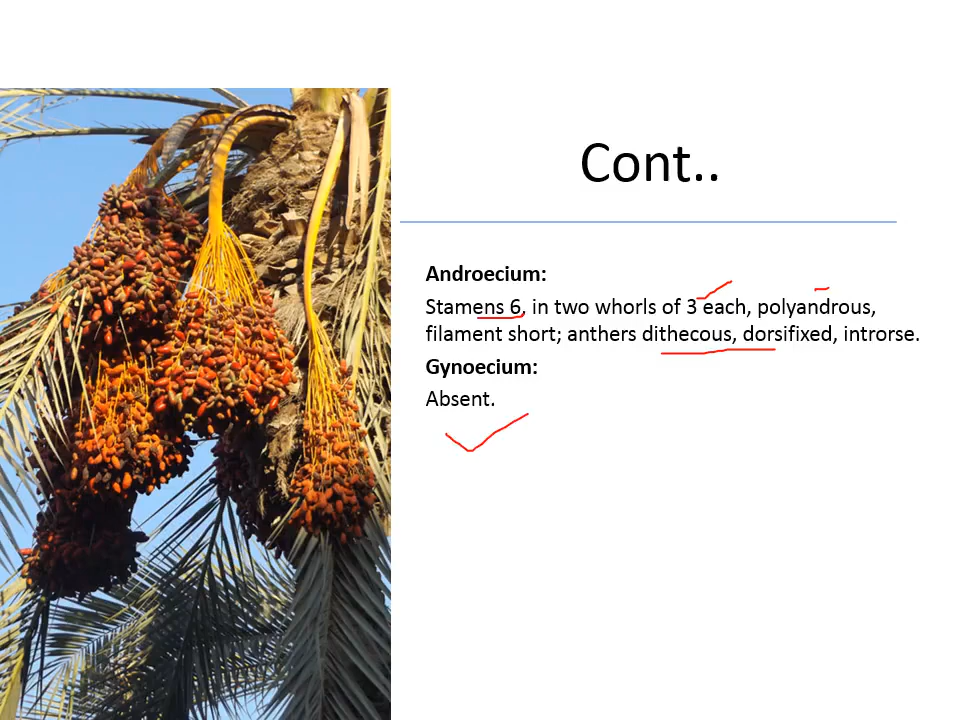 Cont..
Androecium:
Stamens 6, in two whorls of 3 each, polyandrous,
filament short; anthers dithecous, dorsifixed, introrse.
Gynoecium:
Absent.